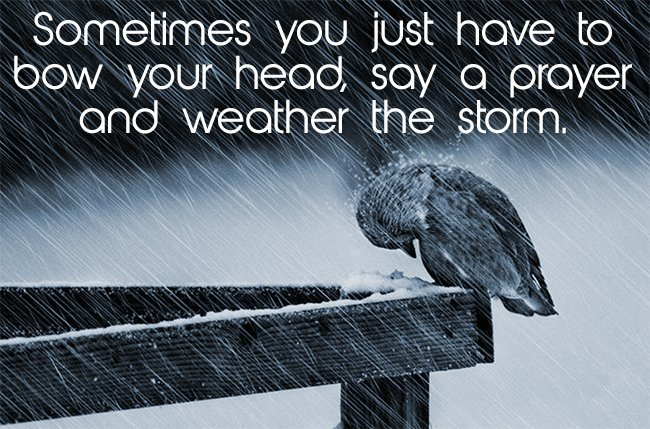 Sometimes you just have to
bow your head, say a prayer
and weather the storm.